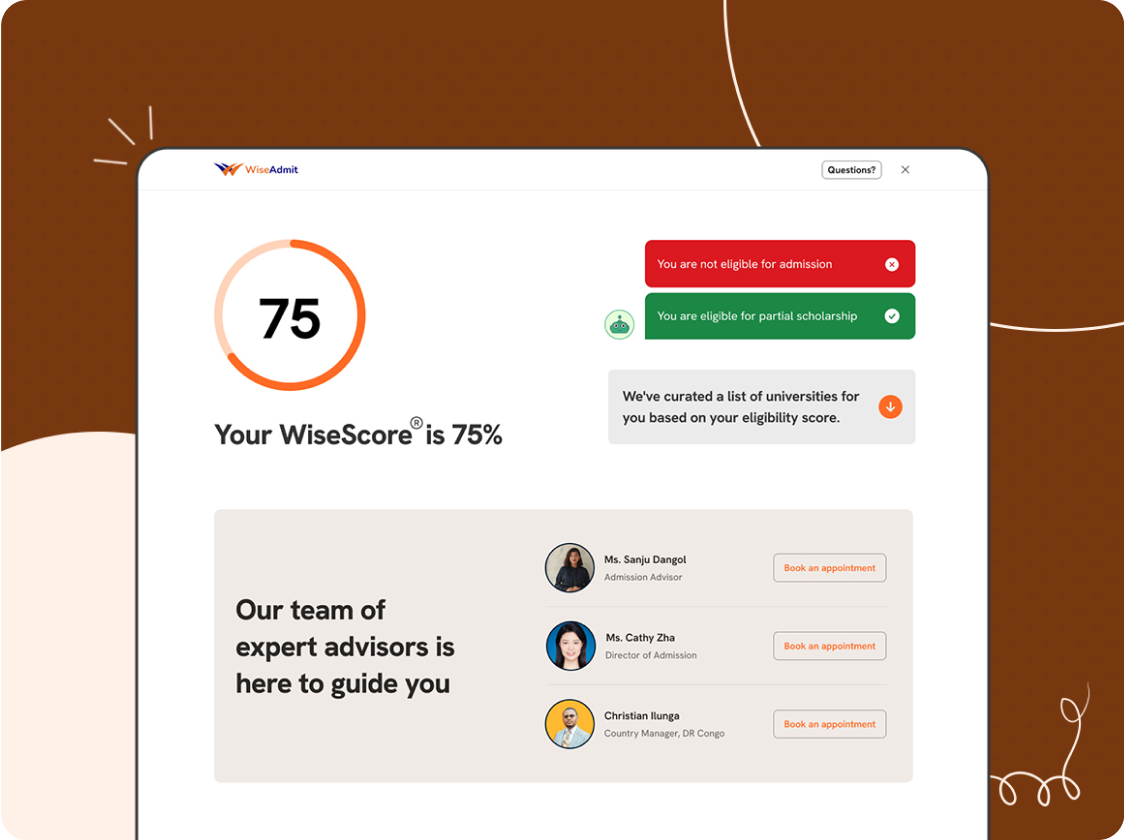 WiseAdmit
Questions?
75
Your WiseScore® is 75%
You are not eligible for admission
You are eligible for partial scholarship
We've curated a list of universities for
you based on your eligibility score.
Our team of
expert advisors is
here to guide you
Ms. Sanju Dangol
Admission Advisor
Book an appointment
Ms. Cathy Zha
Director of Admission
Book an appointment
Christian Ilunga
Country Manager, DR Congo
Book an appointment